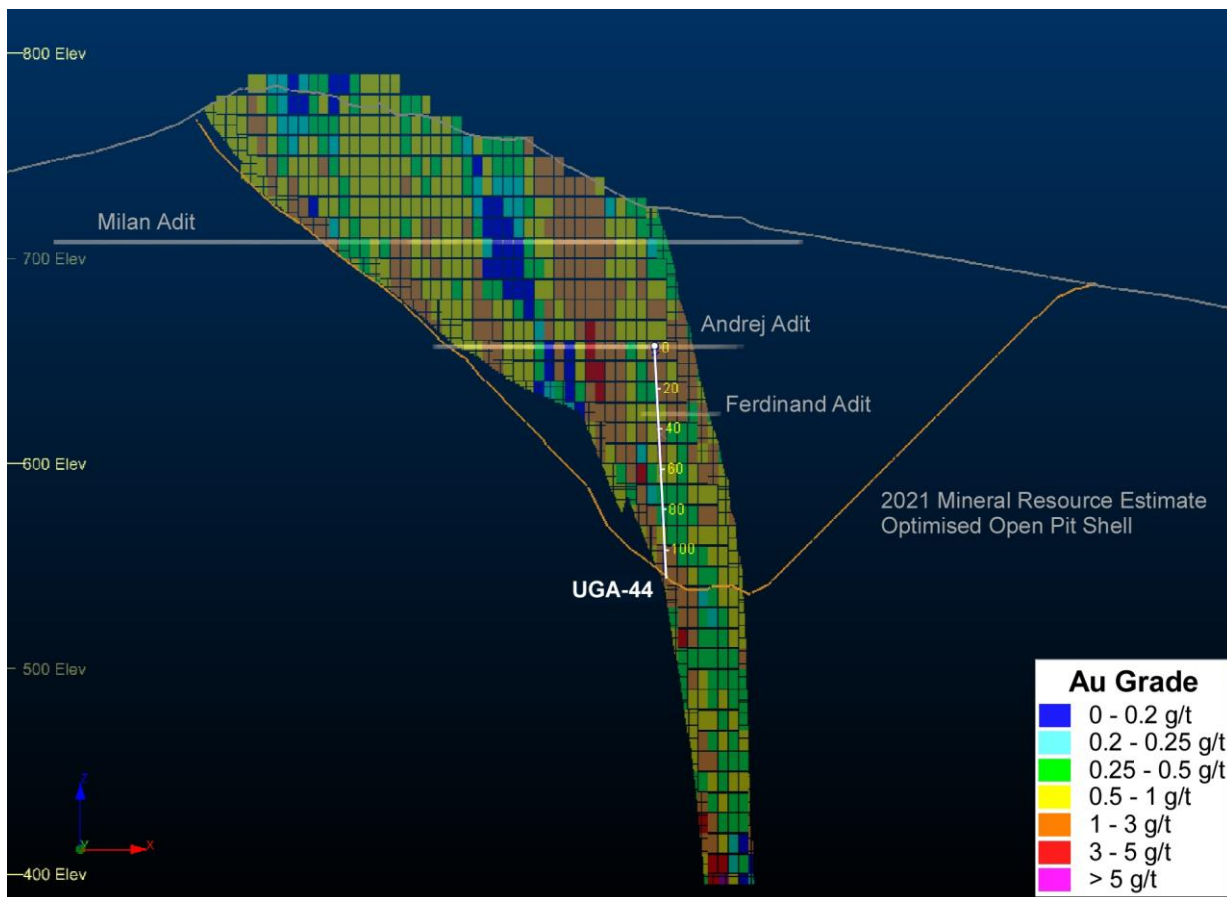 800 Elev
Milan Adit
700 Elev
Andrej Adit
0
20
Ferdinand Adit
40
600 Elev
60
2021 Mineral Resource Estimate
Optimised Open Pit Shell
80
100
UGA-44
500 Elev
Au Grade
0 - 0.2 g/t
0.2 - 0.25 g/t
0.25 - 0.5 g/t
0.5 - 1 g/t
1 - 3 g/t
3 - 5 g/t
> 5 g/t
Z
Y
X
400 Elev